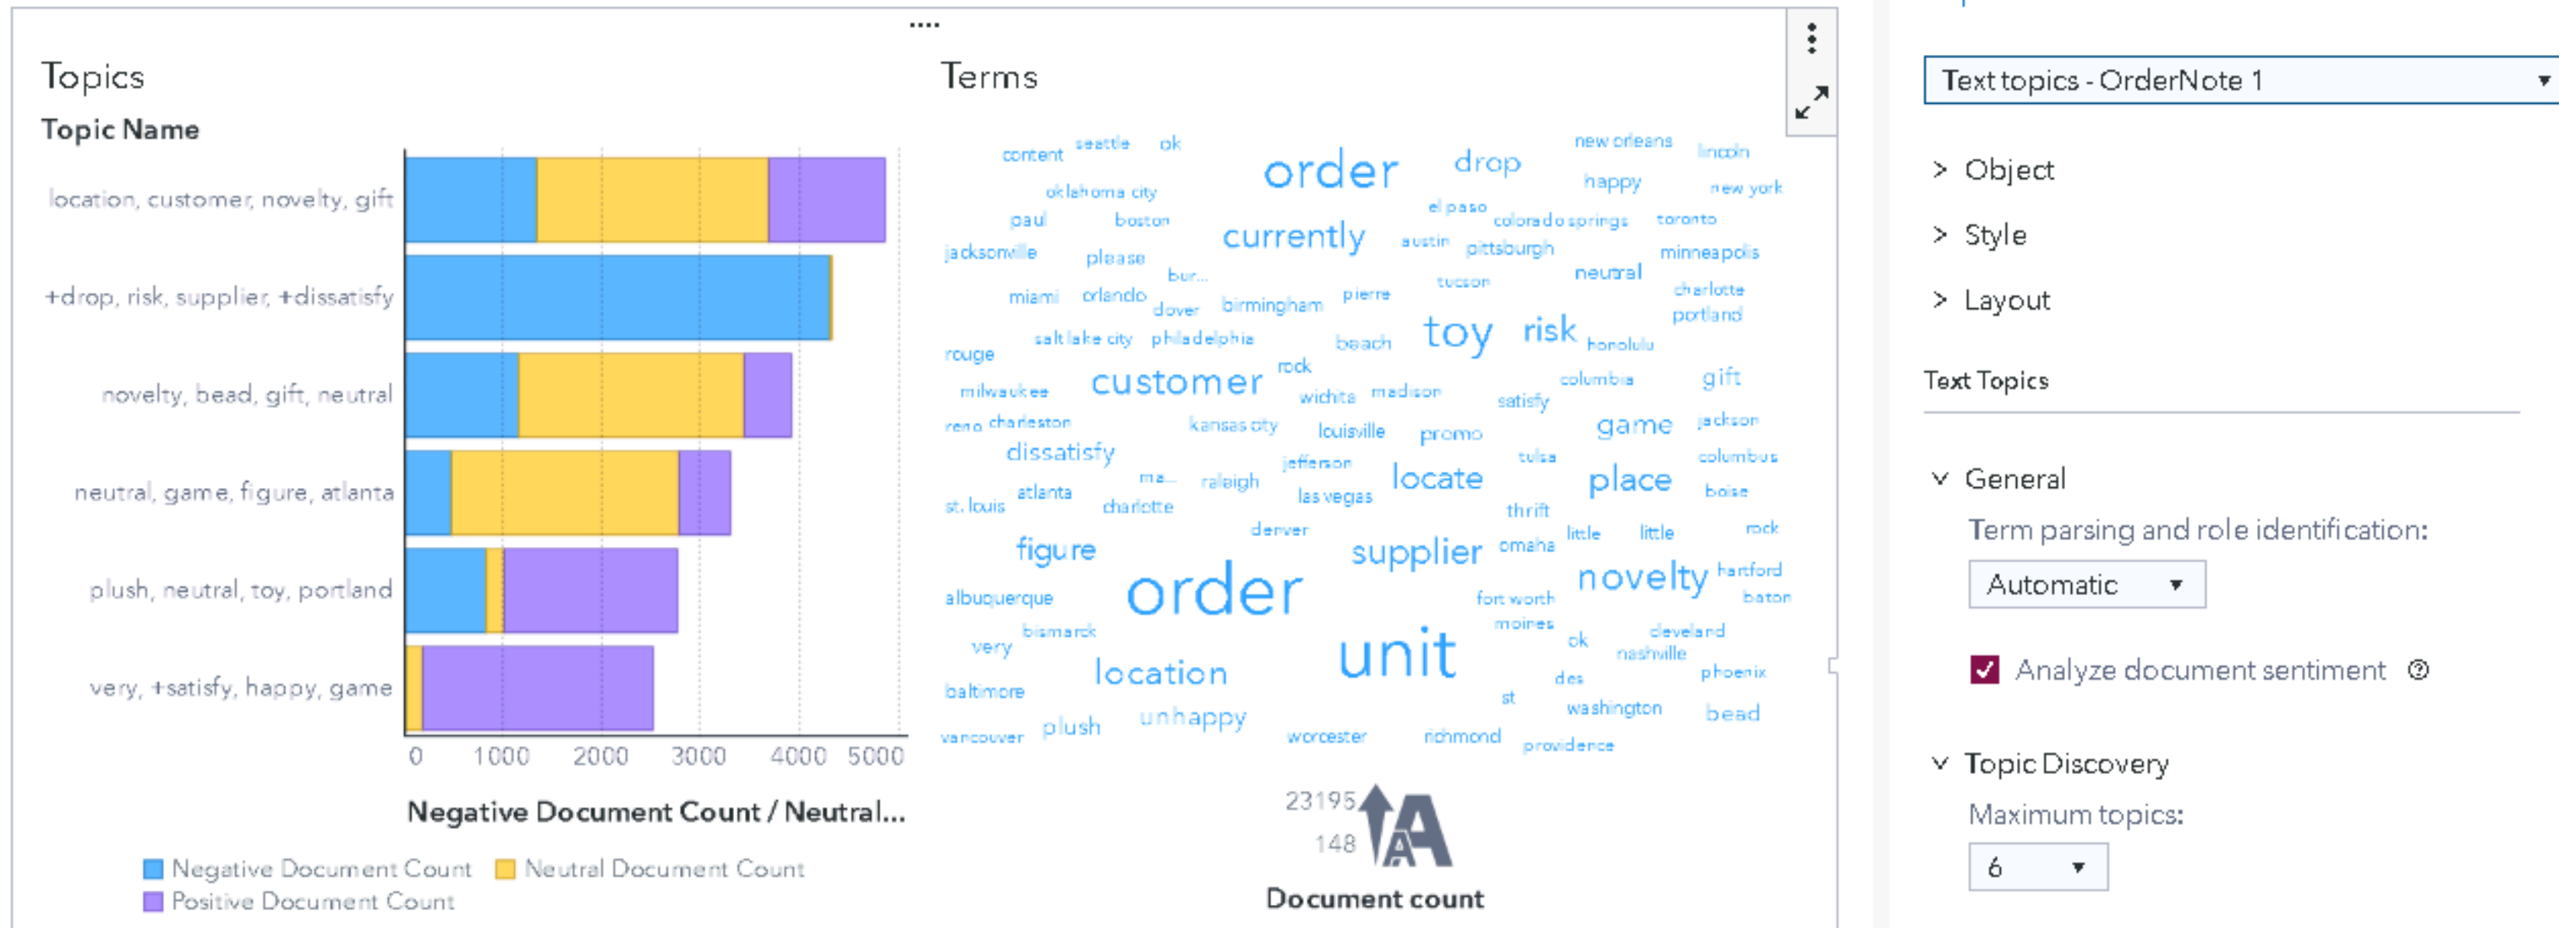 Topics
Topic Name
location, customer, novelty, gift
+drop, risk, supplier, +dissatisfy
novelty, bead, gift, neutral
neutral, game, figure, atlanta
plush, neutral, toy, portland
very, +satisfy, happy, game
0 1000 2000 3000 4000 5000
Negative Document Count / Neutral...
Negative Document Count Neutral Document Count
Positive Document Count
Terms
content seattle ok order drop new orleans lincoln
oklahoma city happy new york
paul boston el paso colorado springs toronto
jacksonville please currently austin pittsburgh minneapolis
bur... tucson neutral
miami orlando dover birmingham pierre charlotte
portland
salt lake city philadelphia beach toy risk honolulu
rouge rock
milwaukee customer wichita madison satisfy columbia gift
reno charleston kansas city louisville promo game jackson
dissatisfy jefferson tulsa columbus
ma... raleigh las vegas locate place boise
st. louis atlanta charlotte thrift
denver little little rock
figure supplier omaha
albuquerque order fort worth novelty hartford
baton
bismarck moines cleveland
very unit ok nashville
baltimore location des phoenix
st washington
vancouver plush unhappy worcester richmond providence bead
23195
148
Document count
Text topics - OrderNote 1
> Object
> Style
> Layout
Text Topics
General
Term parsing and role identification:
Automatic
Analyze document sentiment
Topic Discovery
Maximum topics:
6